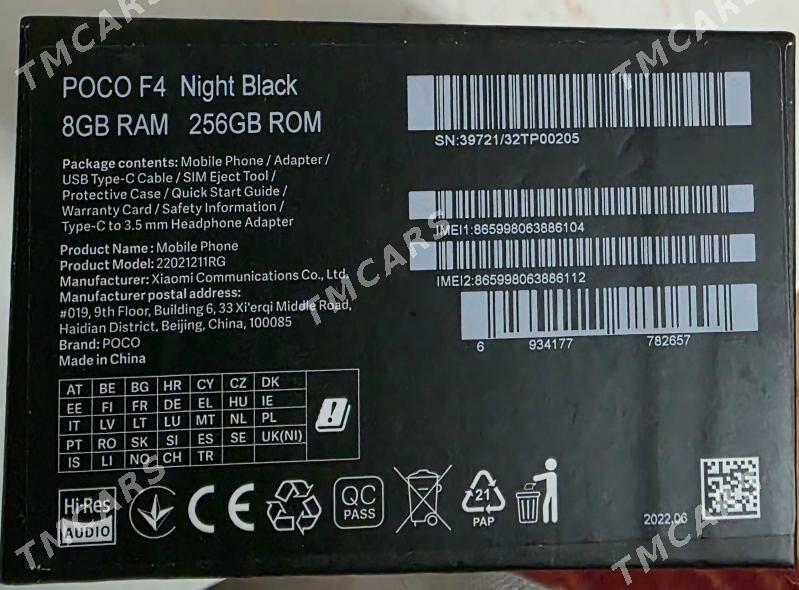 POCO F4 Night Black
8GB RAM 256GB ROM
Package contents: Mobile Phone / Adapter /
USB Type-C Cable / SIM Eject Tool /
Protective Case / Quick Start Guide /
Warranty Card / Safety Information /
Type-C to 3.5 mm Headphone Adapter
Product Name: Mobile Phone
Product Model: 22021211RG
Manufacturer: Xiaomi Communications Co., Ltd.
Manufacturer postal address:
#019, 9th Floor, Building 6, 33 Xi'erqi Middle Road,
Haidian District, Beijing, China, 100085
Brand: POCO
Made in China
SN:39721/32TP00205
IMEI1:865998063886104
IMEI2:865998063886112
6 934177 782657
AT BE BG HR CY CZ DK
EE FI FR DE EL HU IE
IT LV LT LU MT NL PL
PT RO SK SI ES SE UK(NI)
IS LI NO CH TR
Hi-Res
AUDIO
CE
QC
PASS
21
PAP
2022.06
TMCARS
TMCARS
TMCARS
TMCARS
TMCARS
TMCARS
TMCARS